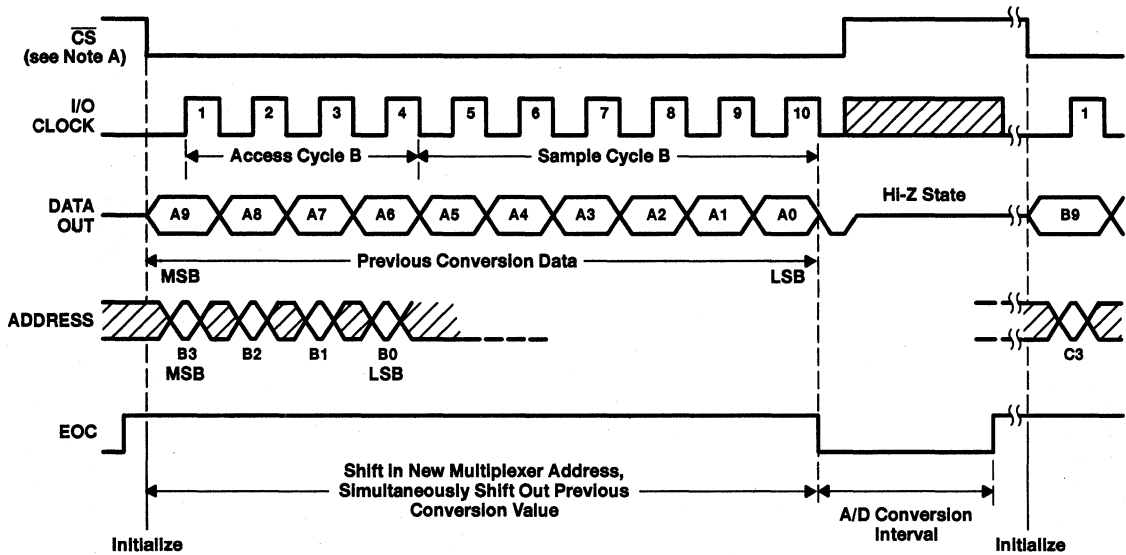 CS
(see Note A)
I/O
CLOCK
1 2 3 4 5 6 7 8 9 10 1
Access Cycle B
Sample Cycle B
DATA
OUT
A9 A8 A7 A6 A5 A4 A3 A2 A1 A0
Hi-Z State
B9
Previous Conversion Data
MSB
LSB
ADDRESS
B3 B2 B1 B0
MSB
LSB
C3
EOC
Shift in New Multiplexer Address,
Simultaneously Shift Out Previous
Conversion Value
A/D Conversion
Interval
Initialize
Initialize